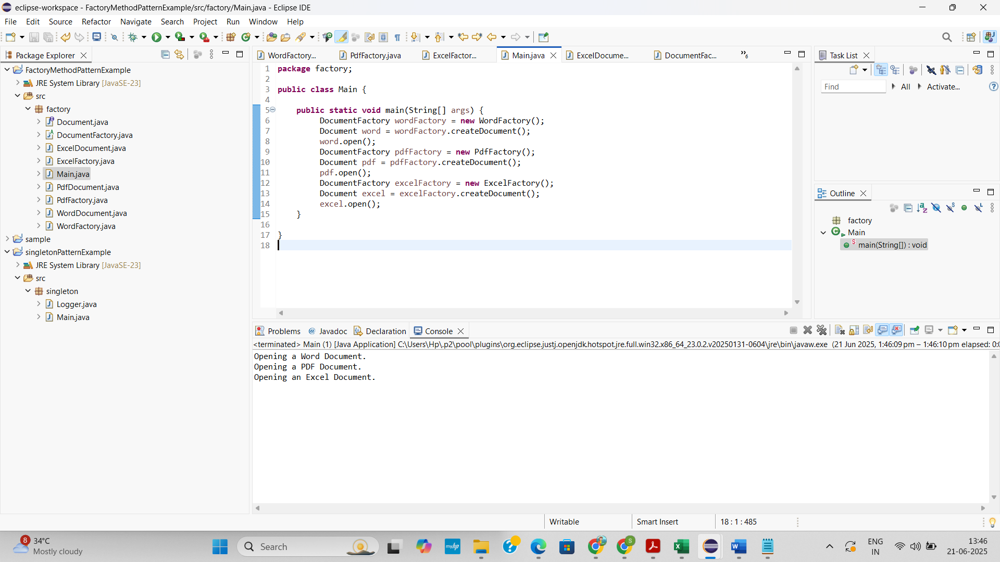 eclipse-workspace - FactoryMethodPatternExample/src/factory/Main.java - Eclipse IDE
File Edit Source Refactor Navigate Search Project Run Window Help
Package Explorer
FactoryMethodPatternExample
JRE System Library [JavaSE-23]
src
factory
Document.java
DocumentFactory.java
ExcelDocument.java
ExcelFactory.java
Main.java
PdfDocument.java
PdfFactory.java
WordDocument.java
WordFactory.java
sample
singletonPatternExample
JRE System Library [JavaSE-23]
src
singleton
Logger.java
Main.java
WordFactory... PdfFactory.java ExcelFactor... Main.java ExcelDocume... DocumentFac... »6
1 package factory;
2
3 public class Main {
4
5 public static void main(String[] args) {
6 DocumentFactory wordFactory = new WordFactory();
7 Document word = wordFactory.createDocument();
8 word.open();
9 DocumentFactory pdfFactory = new PdfFactory();
10 Document pdf = pdfFactory.createDocument();
11 pdf.open();
12 DocumentFactory excelFactory = new ExcelFactory();
13 Document excel = excelFactory.createDocument();
14 excel.open();
15 }
16
17 }
18
Task List
Find All Activate...
Outline
factory
Main
main(String[]) : void
Problems Javadoc Declaration Console
<terminated> Main (1) [Java Application] C:\Users\Hp\.p2\pool\plugins\org.eclipse.justj.openjdk.hotspot.jre.full.win32.x86_64_23.0.2.v20250131-0604\jre\bin\javaw.exe (21 Jun 2025, 1:46:09 pm – 1:46:10 pm elapsed: 0:0
Opening a Word Document.
Opening a PDF Document.
Opening an Excel Document.
Writable Smart Insert 18 : 1 : 485
8
34°C
Mostly cloudy
Search
myhp
S
ENG
IN
13:46
21-06-2025